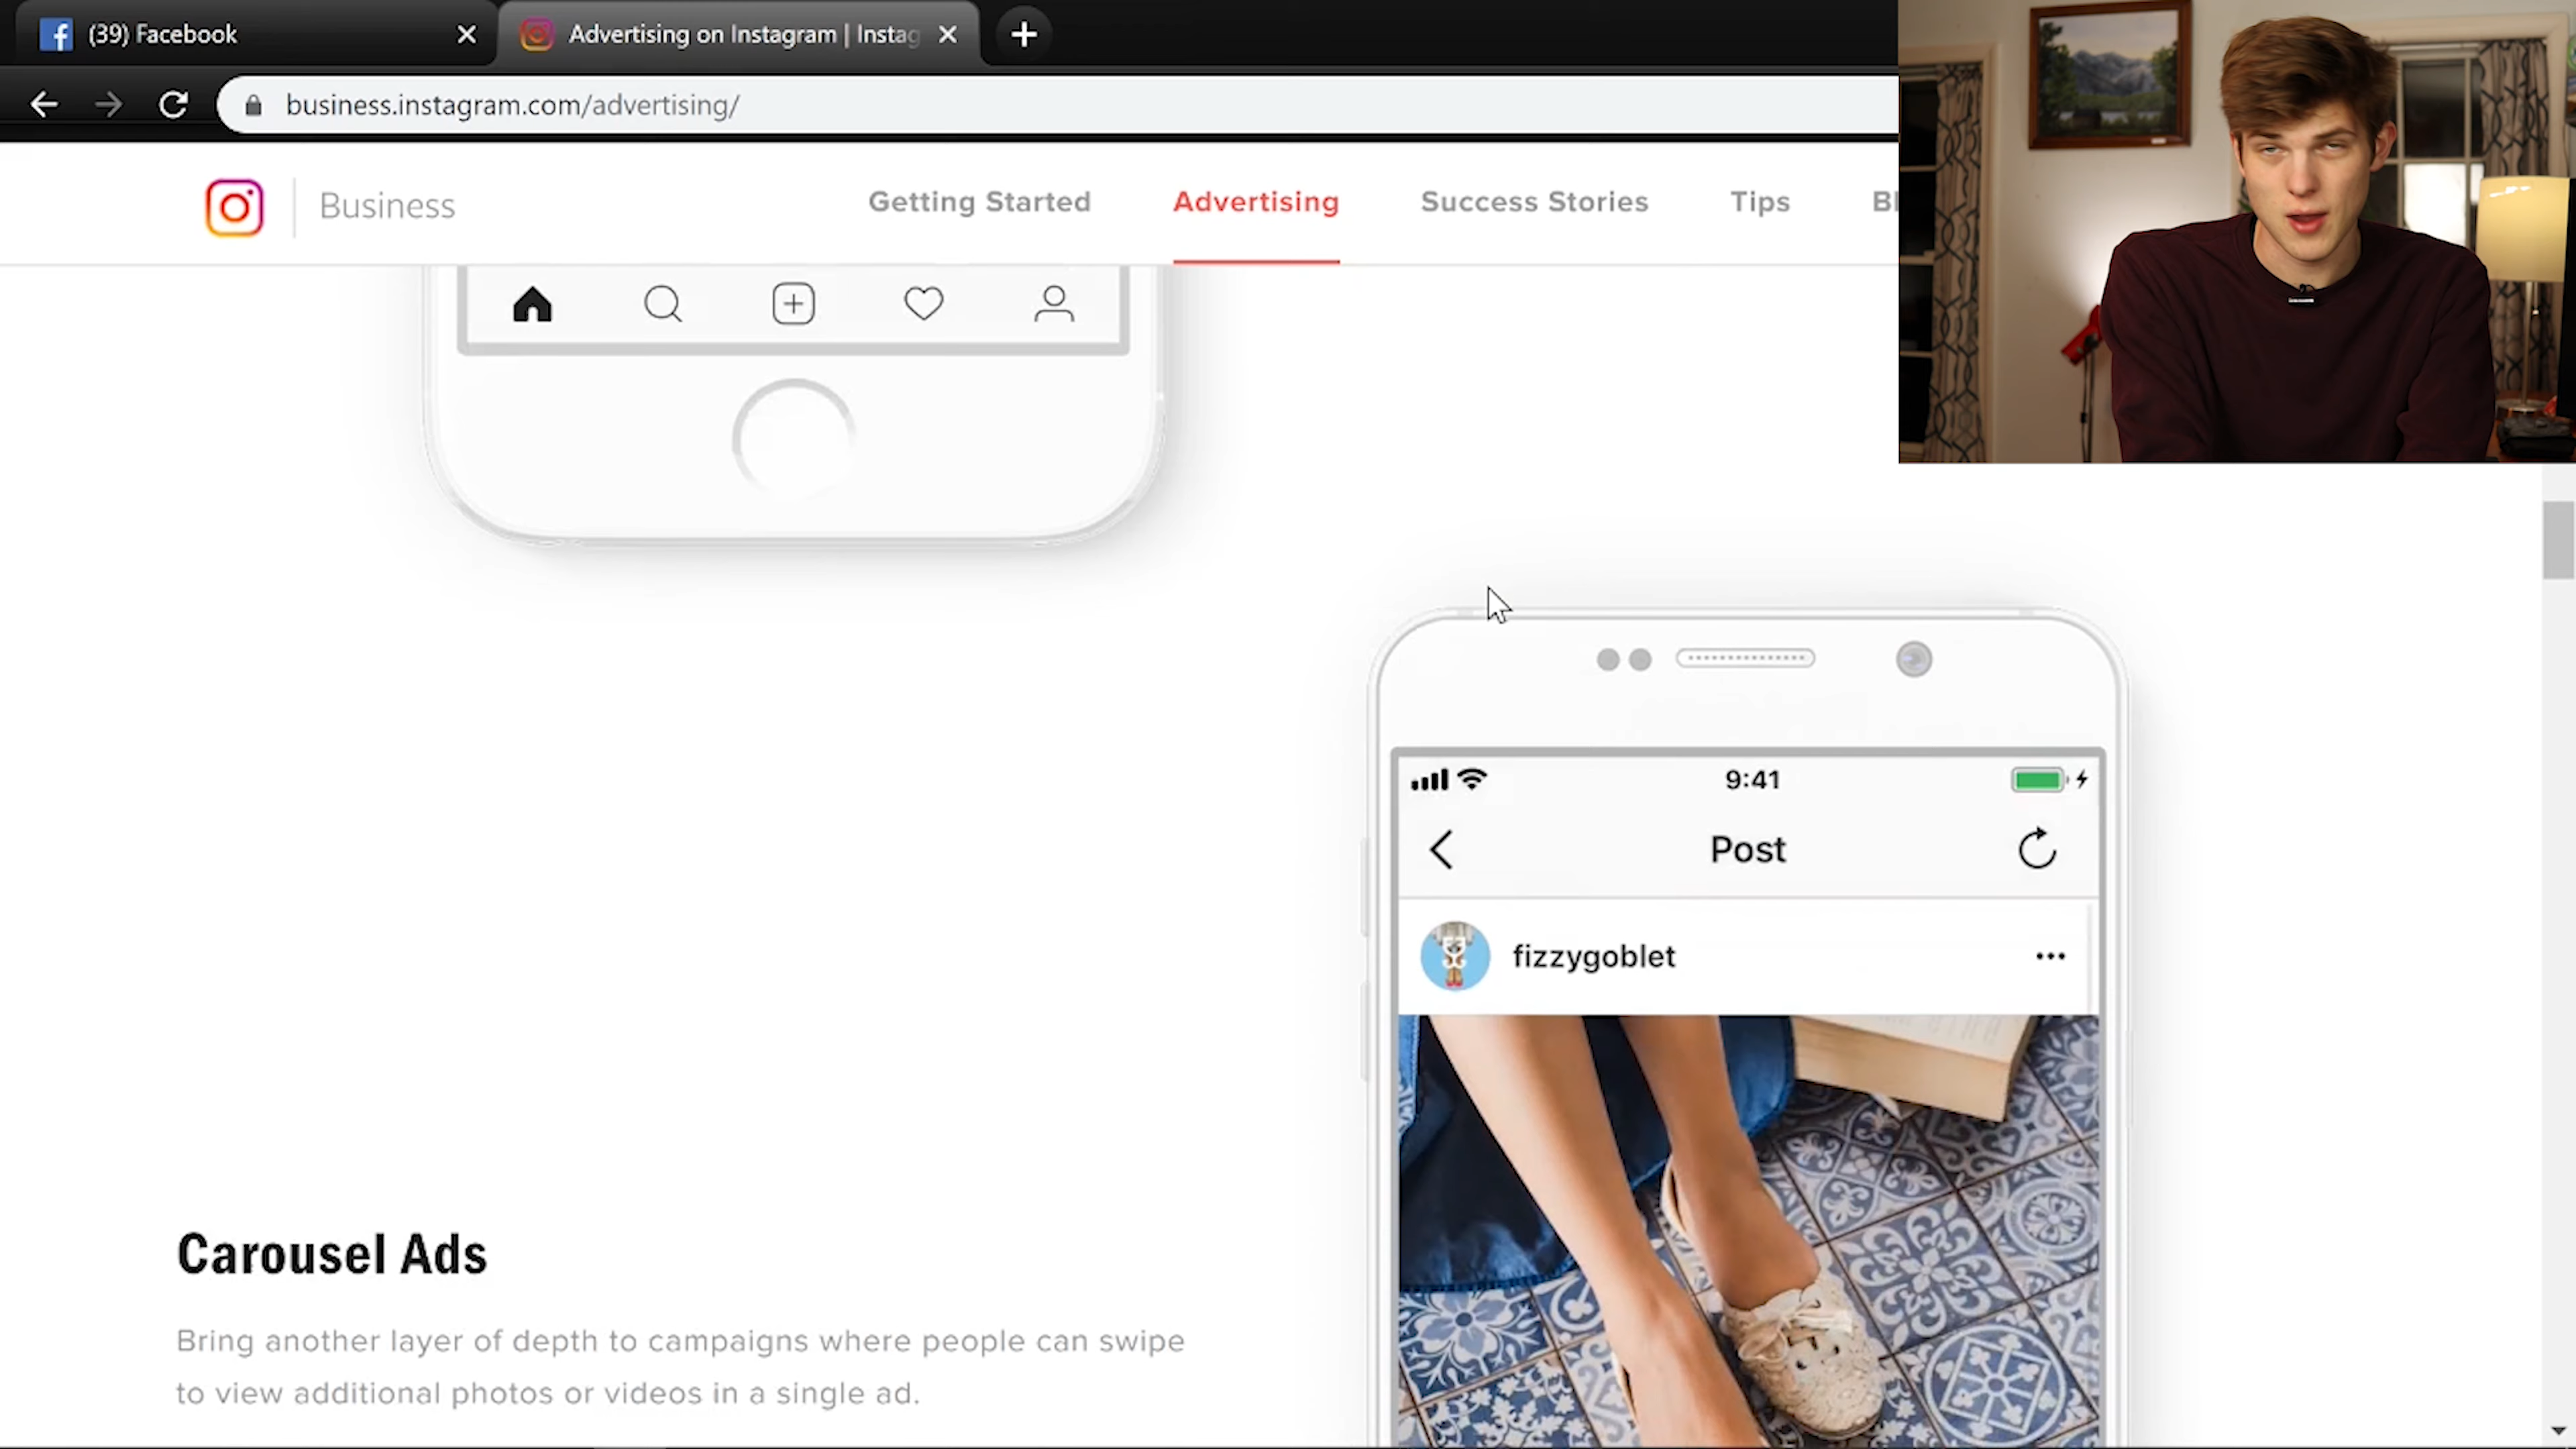 (39) Facebook
Advertising on Instagram | Instag
business.instagram.com/advertising/
Business
Getting Started
Advertising
Success Stories
Tips
Bl
9:41
Post
fizzygoblet
Carousel Ads
Bring another layer of depth to campaigns where people can swipe
to view additional photos or videos in a single ad.